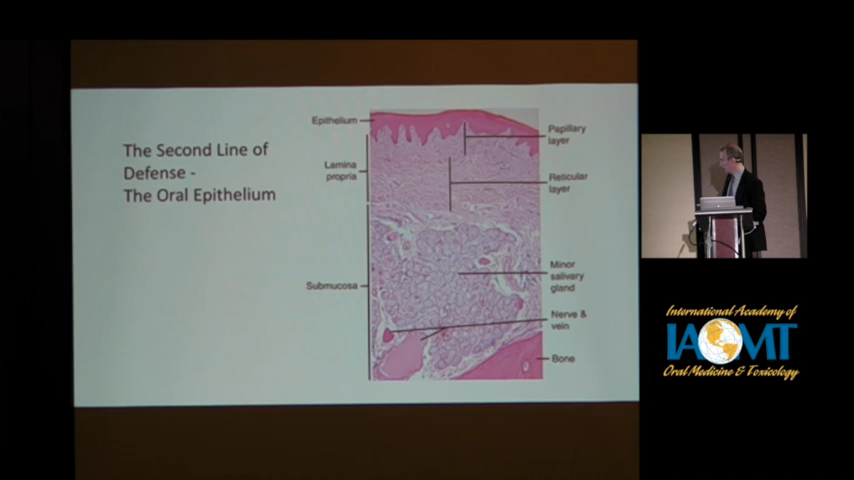 The Second Line of
Defense -
The Oral Epithelium
Epithelium
Lamina
propria
Submucosa
Papillary
layer
Reticular
layer
Minor
salivary
gland
Nerve &
vein
Bone
International Academy of
IAOMT
Oral Medicine & Toxicology